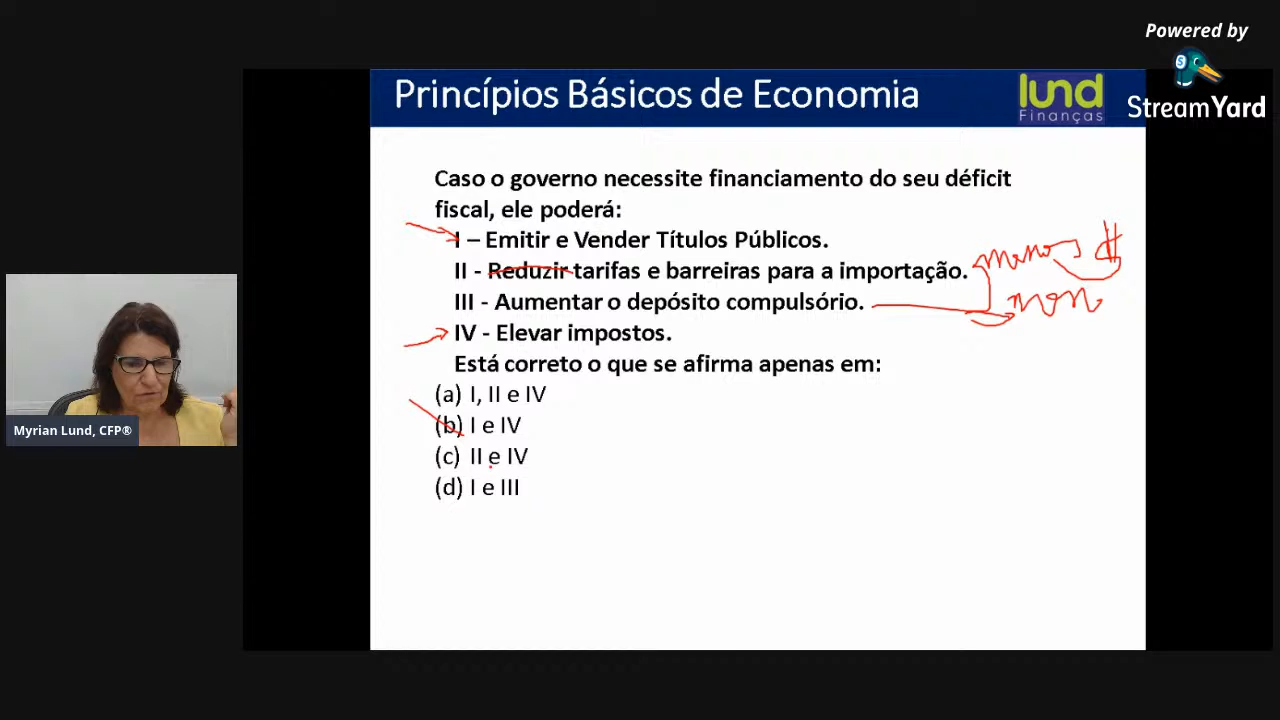 Powered by
StreamYard
Princípios Básicos de Economia
lund
Finanças
Caso o governo necessite financiamento do seu déficit
fiscal, ele poderá:
I – Emitir e Vender Títulos Públicos.
II - Reduzir tarifas e barreiras para a importação.
III - Aumentar o depósito compulsório.
IV - Elevar impostos.
Está correto o que se afirma apenas em:
(a) I, II e IV
(b) I e IV
(c) II e IV
(d) I e III
menos $
mon
Myrian Lund, CFP®